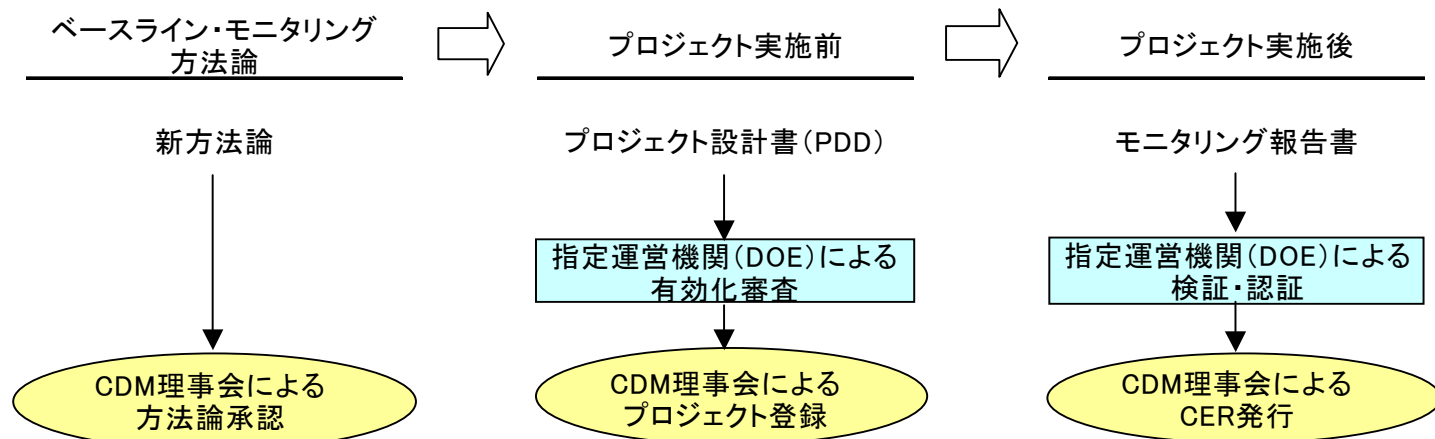 ベースライン・モニタリング
方法論
新方法論
CDM理事会による
方法論承認
プロジェクト実施前
プロジェクト設計書(PDD)
指定運営機関(DOE)による
有効化審査
CDM理事会による
プロジェクト登録
プロジェクト実施後
モニタリング報告書
指定運営機関(DOE)による
検証・認証
CDM理事会による
CER発行